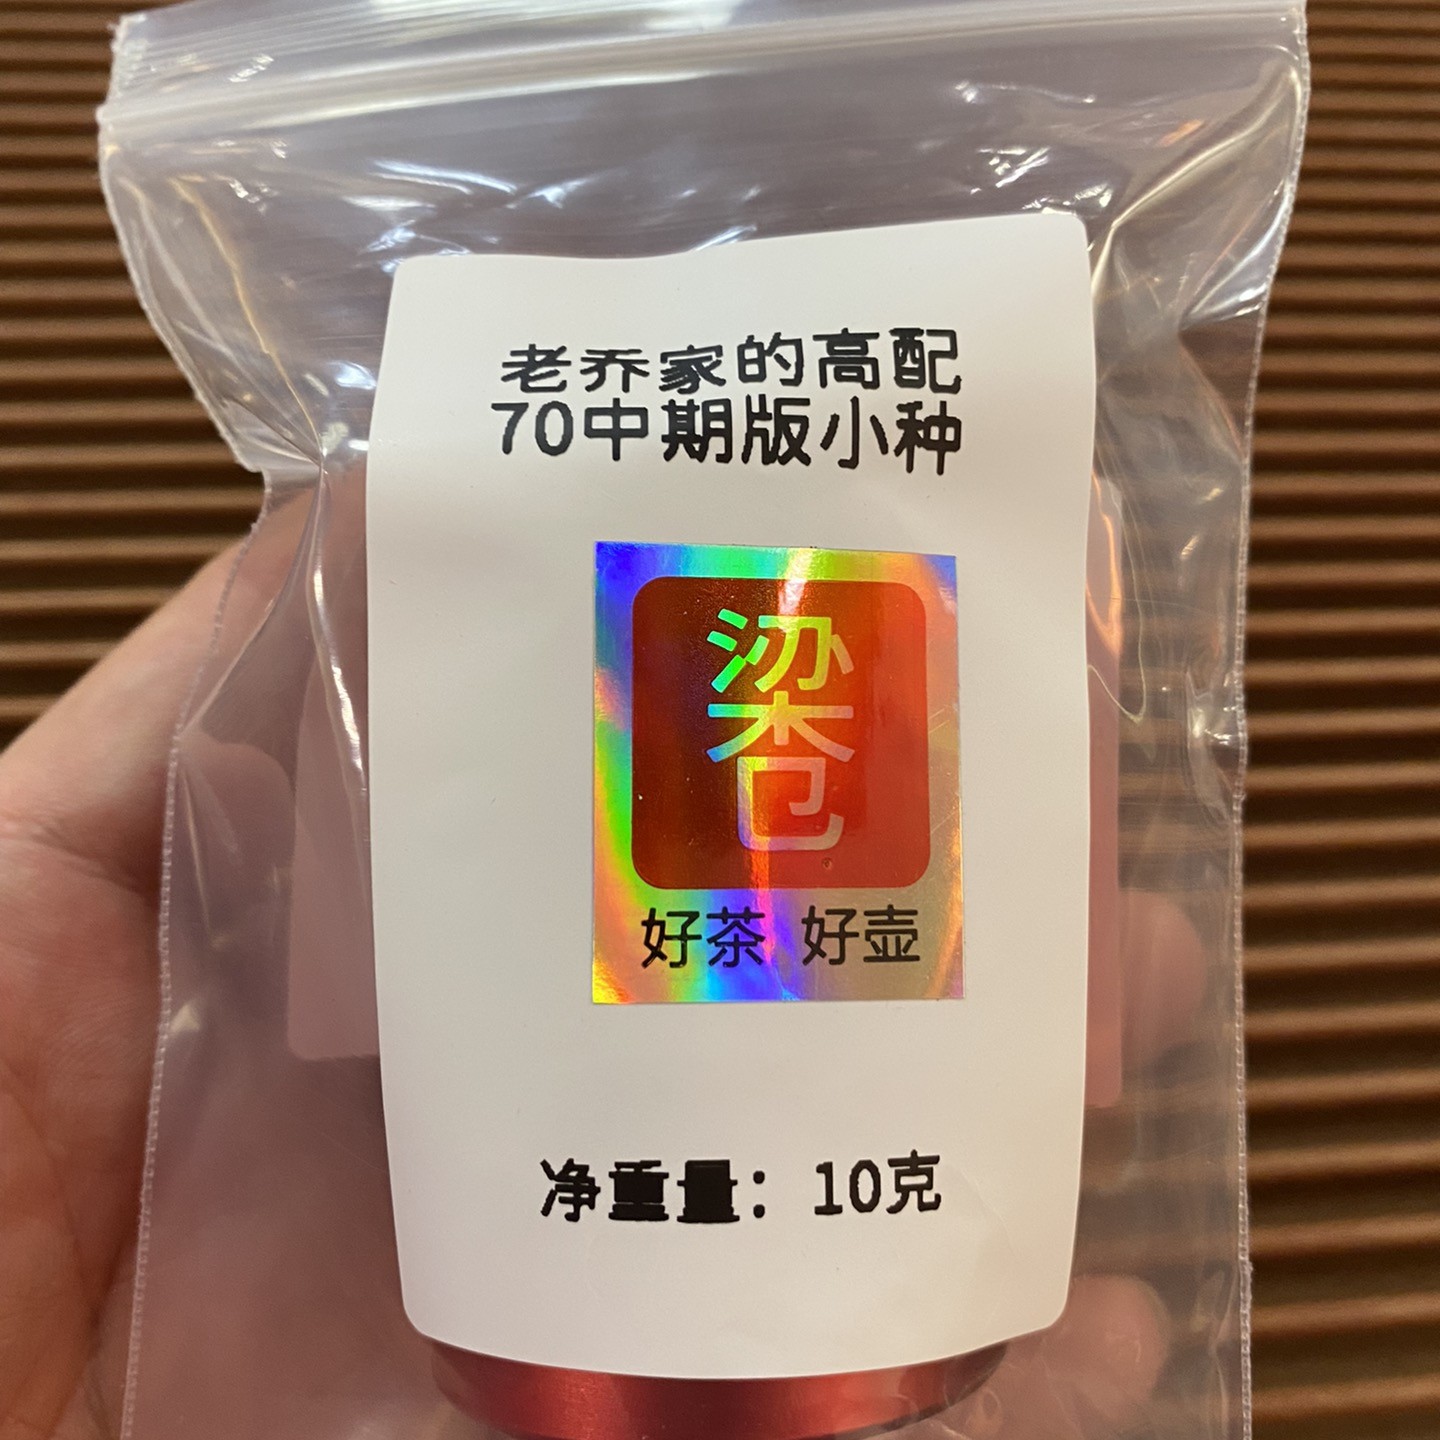 老乔家的高配
70中期版小种
梁仓
好茶 好壶
净重量：10克